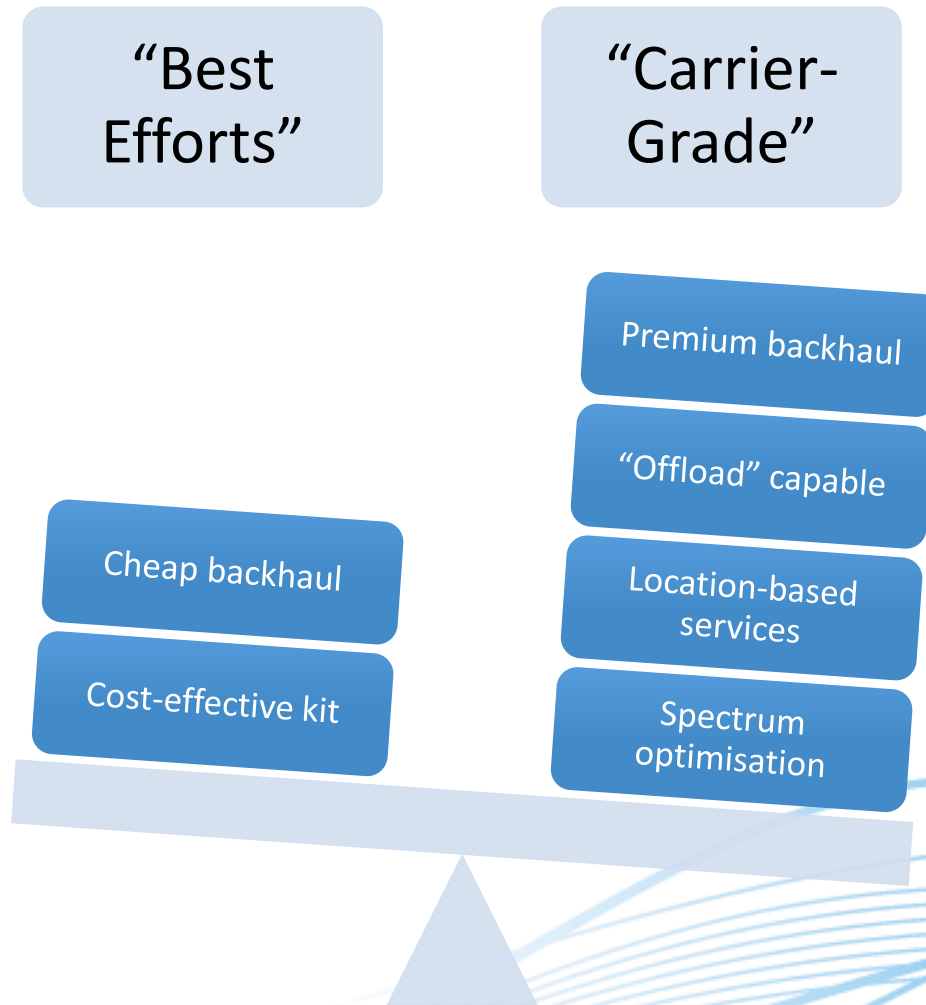 “Best
Efforts”
“Carrier-
Grade”
Cheap backhaul
Cost-effective kit
Premium backhaul
“Offload” capable
Location-based
services
Spectrum
optimisation